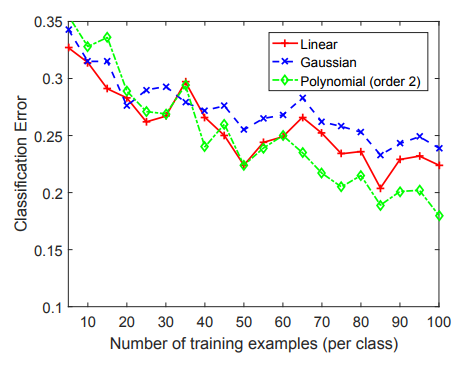 0.35
0.3
0.25
0.2
0.15
0.1
Classification Error
Linear
Gaussian
Polynomial (order 2)
10 20 30 40 50 60 70 80 90 100
Number of training examples (per class)